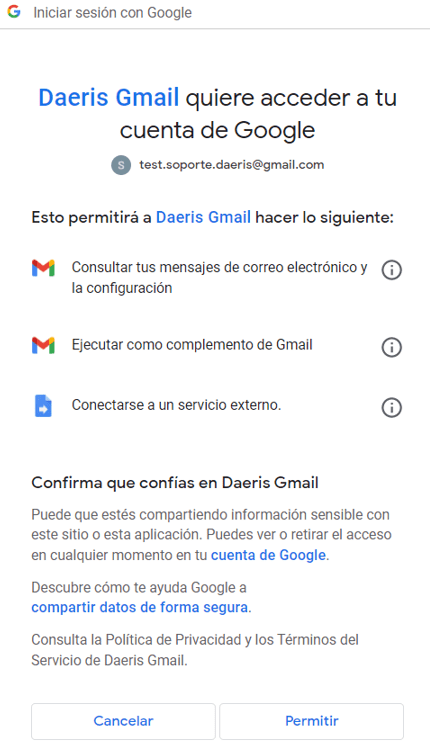 Iniciar sesión con Google
Daeris Gmail quiere acceder a tu
cuenta de Google
S test.soporte.daeris@gmail.com
Esto permitirá a Daeris Gmail hacer lo siguiente:
Consultar tus mensajes de correo electrónico y
la configuración
Ejecutar como complemento de Gmail
Conectarse a un servicio externo.
Confirma que confías en Daeris Gmail
Puede que estés compartiendo información sensible con
este sitio o esta aplicación. Puedes ver o retirar el acceso
en cualquier momento en tu cuenta de Google.
Descubre cómo te ayuda Google a
compartir datos de forma segura.
Consulta la Política de Privacidad y los Términos del
Servicio de Daeris Gmail.
Cancelar Permitir